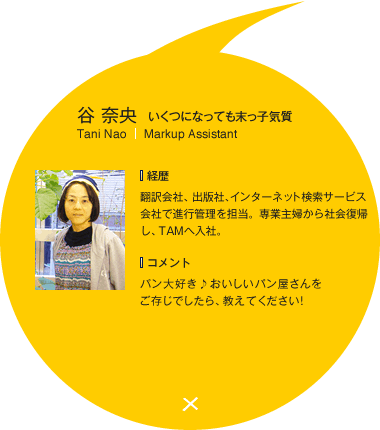 谷 奈央 いくつになっても末っ子気質
Tani Nao | Markup Assistant
経歴
翻訳会社、出版社、インターネット検索サービス
会社で進行管理を担当。専業主婦から社会復帰
し、TAMへ入社。
コメント
パン大好き♪おいしいパン屋さんを
ご存じでしたら、教えてください!